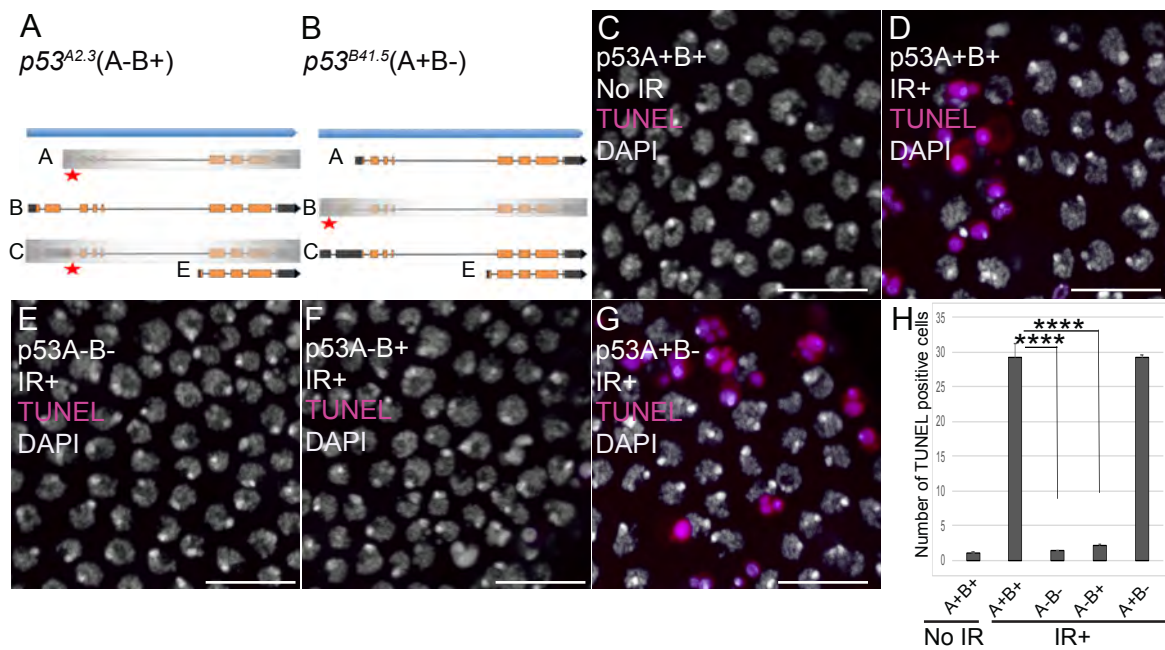 A
p53A2.3(A-B+)
A
B
C
E
B
p53B41.5(A+B-)
A
B
C
E
C
p53A+B+
No IR
TUNEL
DAPI
D
p53A+B+
IR+
TUNEL
DAPI
E
p53A-B-
IR+
TUNEL
DAPI
F
p53A-B+
IR+
TUNEL
DAPI
G
p53A+B-
IR+
TUNEL
DAPI
H
Number of TUNEL positive cells
35
30
25
20
15
10
5
0
****
****
A+B+
A+B+
A-B-
A-B+
A+B-
No IR
IR+